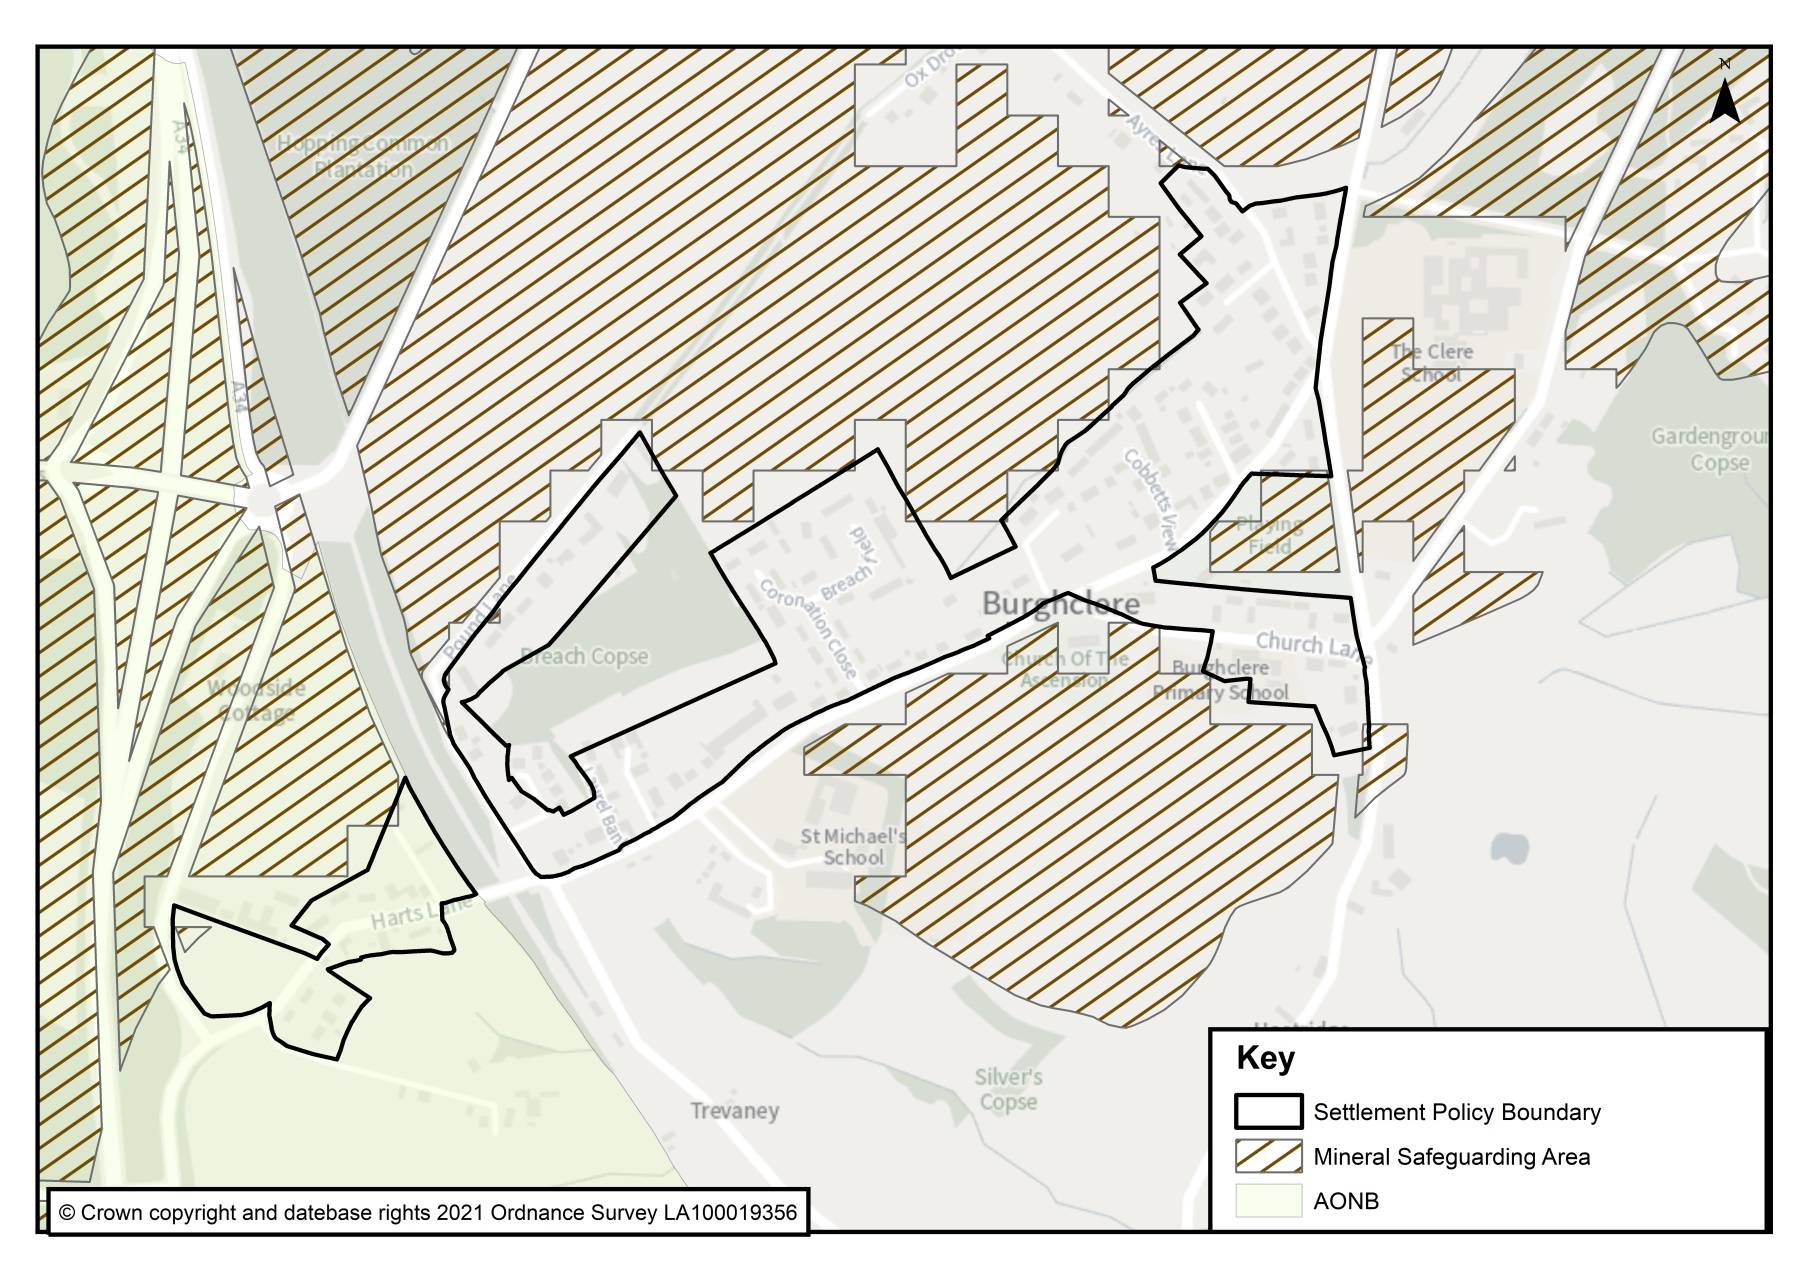 N
Ox Dro
A34
Hopping Common
Plantation
Ayres Lane
The Clere
School
A34
Gardengroun
Copse
Cobbetts View
Playing
Field
Breach Field
Coronation Close
Burghclere
Pound Lane
Breach Copse
Church Lane
Church Of The
Ascension
Burghclere
Primary School
Woodside
Cottage
Laurel Bank
St Michael's
School
Harts Lane
Silver's
Copse
Trevaney
Key
Settlement Policy Boundary
Mineral Safeguarding Area
AONB
© Crown copyright and datebase rights 2021 Ordnance Survey LA100019356